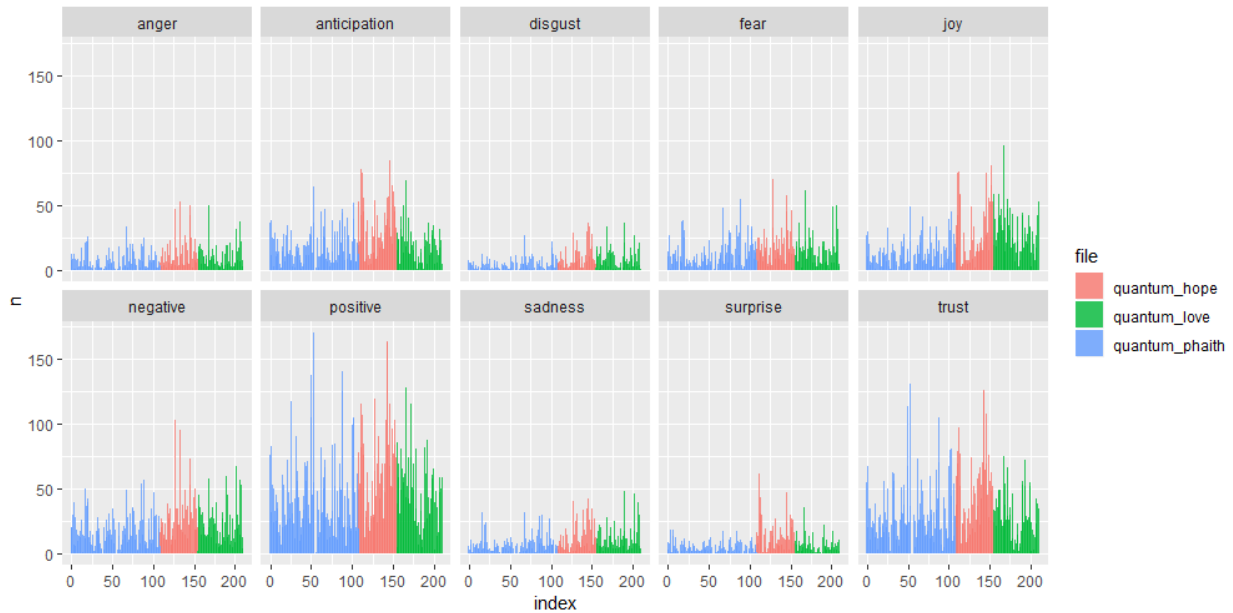 anger anticipation disgust fear joy
150
100
50
0
n
negative positive sadness surprise trust
150
100
50
0
0 50 100 150 200 0 50 100 150 200 0 50 100 150 200 0 50 100 150 200 0 50 100 150 200
index
file
quantum_hope
quantum_love
quantum_phaith